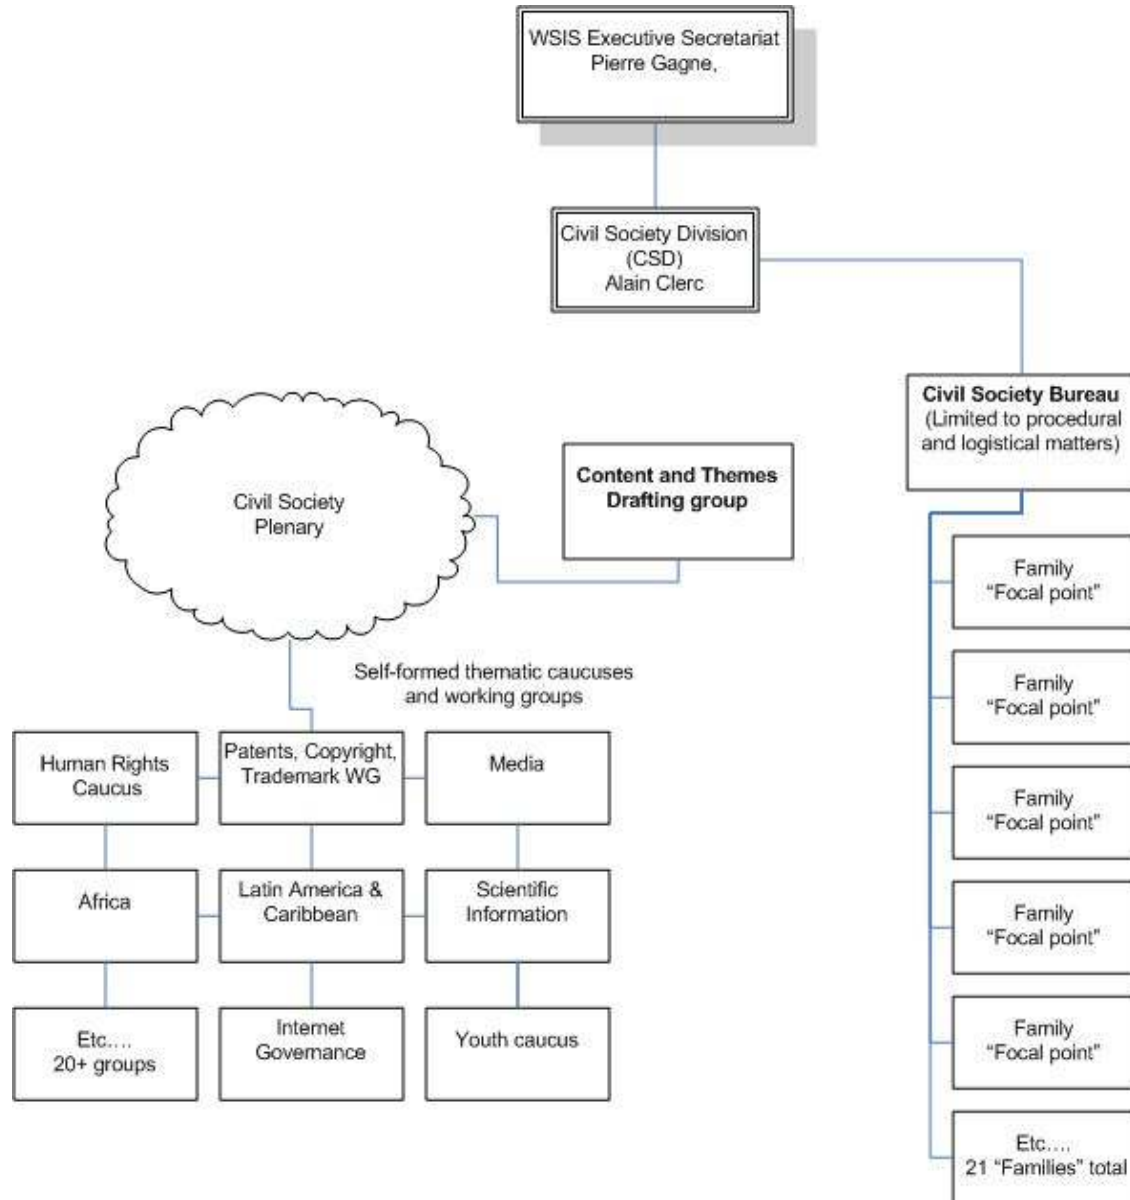 WSIS Executive Secretariat
Pierre Gagne,
Civil Society Division
(CSD)
Alain Clerc
Civil Society Bureau
(Limited to procedural
and logistical matters)
Civil Society
Plenary
Content and Themes
Drafting group
Self-formed thematic caucuses
and working groups
Human Rights
Caucus
Patents, Copyright,
Trademark WG
Media
Africa
Latin America &
Caribbean
Scientific
Information
Etc....
20+ groups
Internet
Governance
Youth caucus
Family
“Focal point”
Family
“Focal point”
Family
“Focal point”
Family
“Focal point”
Family
“Focal point”
Etc....
21 “Families” total